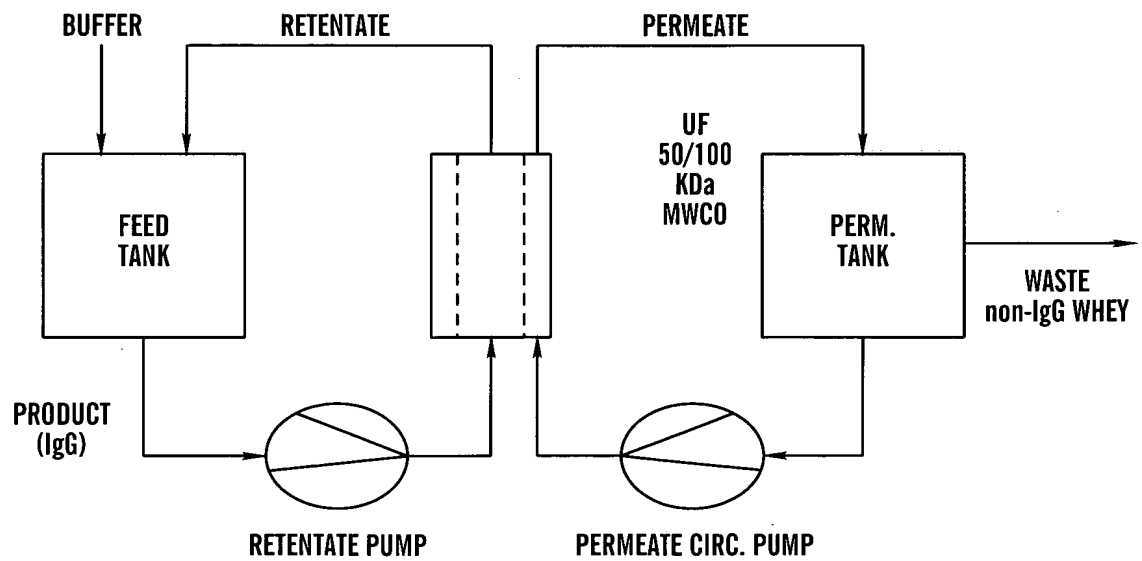 BUFFER
RETENTATE
PERMEATE
UF
50/100
KDa
MWCO
FEED
TANK
PERM.
TANK
WASTE
non-IgG WHEY
PRODUCT
(IgG)
RETENTATE PUMP
PERMEATE CIRC. PUMP